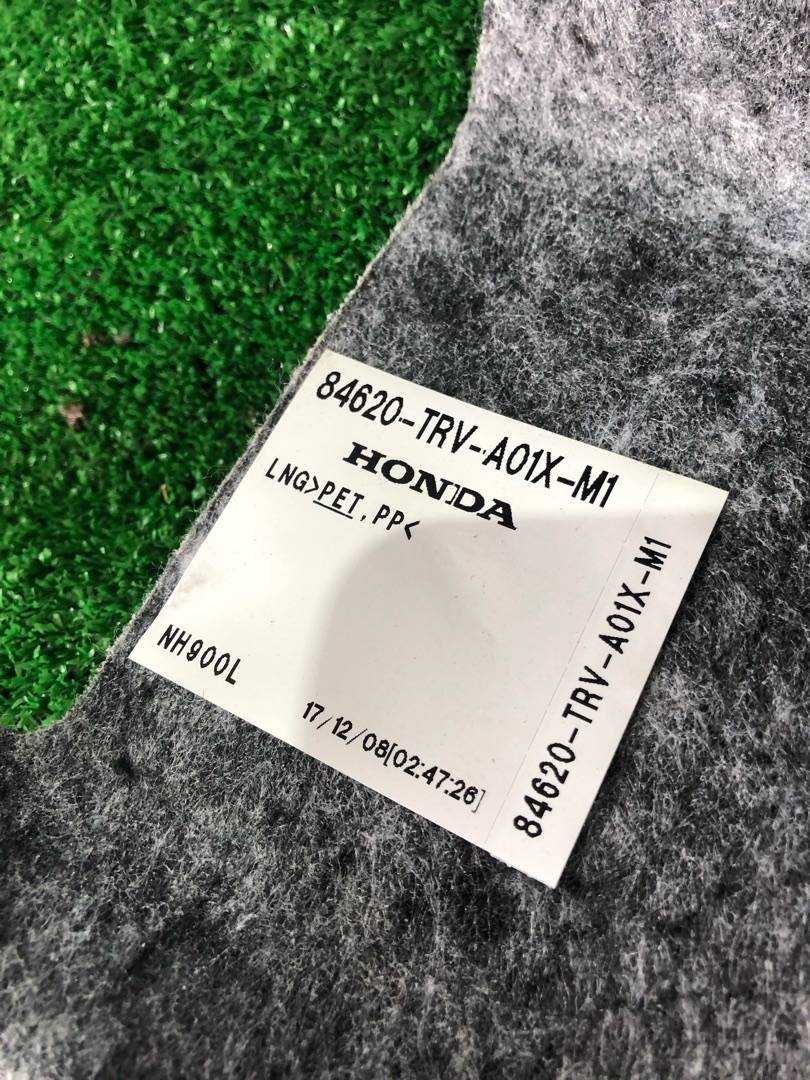 84620-TRV-A01X-M1
HONDA
LNG>PET,PP<
NH900L
17/12/08[02:47:26]
84620-TRV-A01X-M1